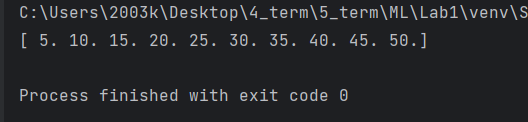 C:\Users\2003k\Desktop\4_term\5_term\ML\Lab1\venv\S
[ 5. 10. 15. 20. 25. 30. 35. 40. 45. 50.]
Process finished with exit code 0